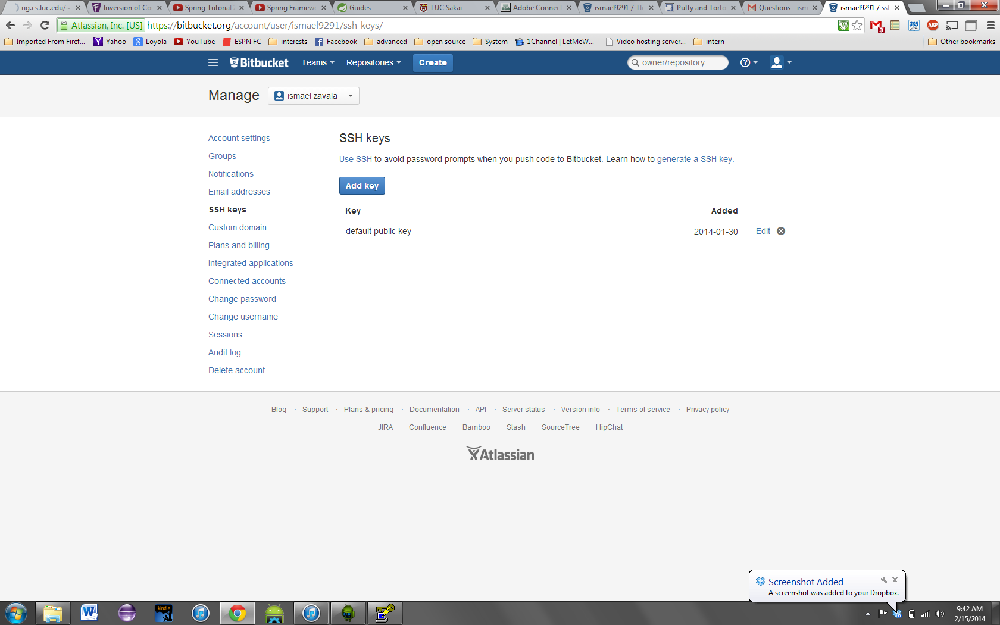 rig.cs.luc.edu/~
Inversion of Co
Spring Tutorial
Spring Framew
Guides
LUC Sakai
Adobe Connect
ismael9291 / TI
Putty and Torto
Questions - ism
ismael9291 / ssh
Atlassian, Inc. [US] https://bitbucket.org/account/user/ismael9291/ssh-keys/
3
365
ABP
Imported From Firef... Yahoo Loyola YouTube ESPN FC interests Facebook advanced open source System 1Channel | LetMeW... Video hosting server... intern Other bookmarks
Bitbucket Teams Repositories Create owner/repository
Manage ismael zavala
Account settings
Groups
Notifications
Email addresses
SSH keys
Custom domain
Plans and billing
Integrated applications
Connected accounts
Change password
Change username
Sessions
Audit log
Delete account
SSH keys
Use SSH to avoid password prompts when you push code to Bitbucket. Learn how to generate a SSH key.
Add key
Key Added
default public key 2014-01-30 Edit
Blog · Support · Plans & pricing · Documentation · API · Server status · Version info · Terms of service · Privacy policy
JIRA · Confluence · Bamboo · Stash · SourceTree · HipChat
Atlassian
Screenshot Added
A screenshot was added to your Dropbox.
kindle
9:42 AM
2/15/2014